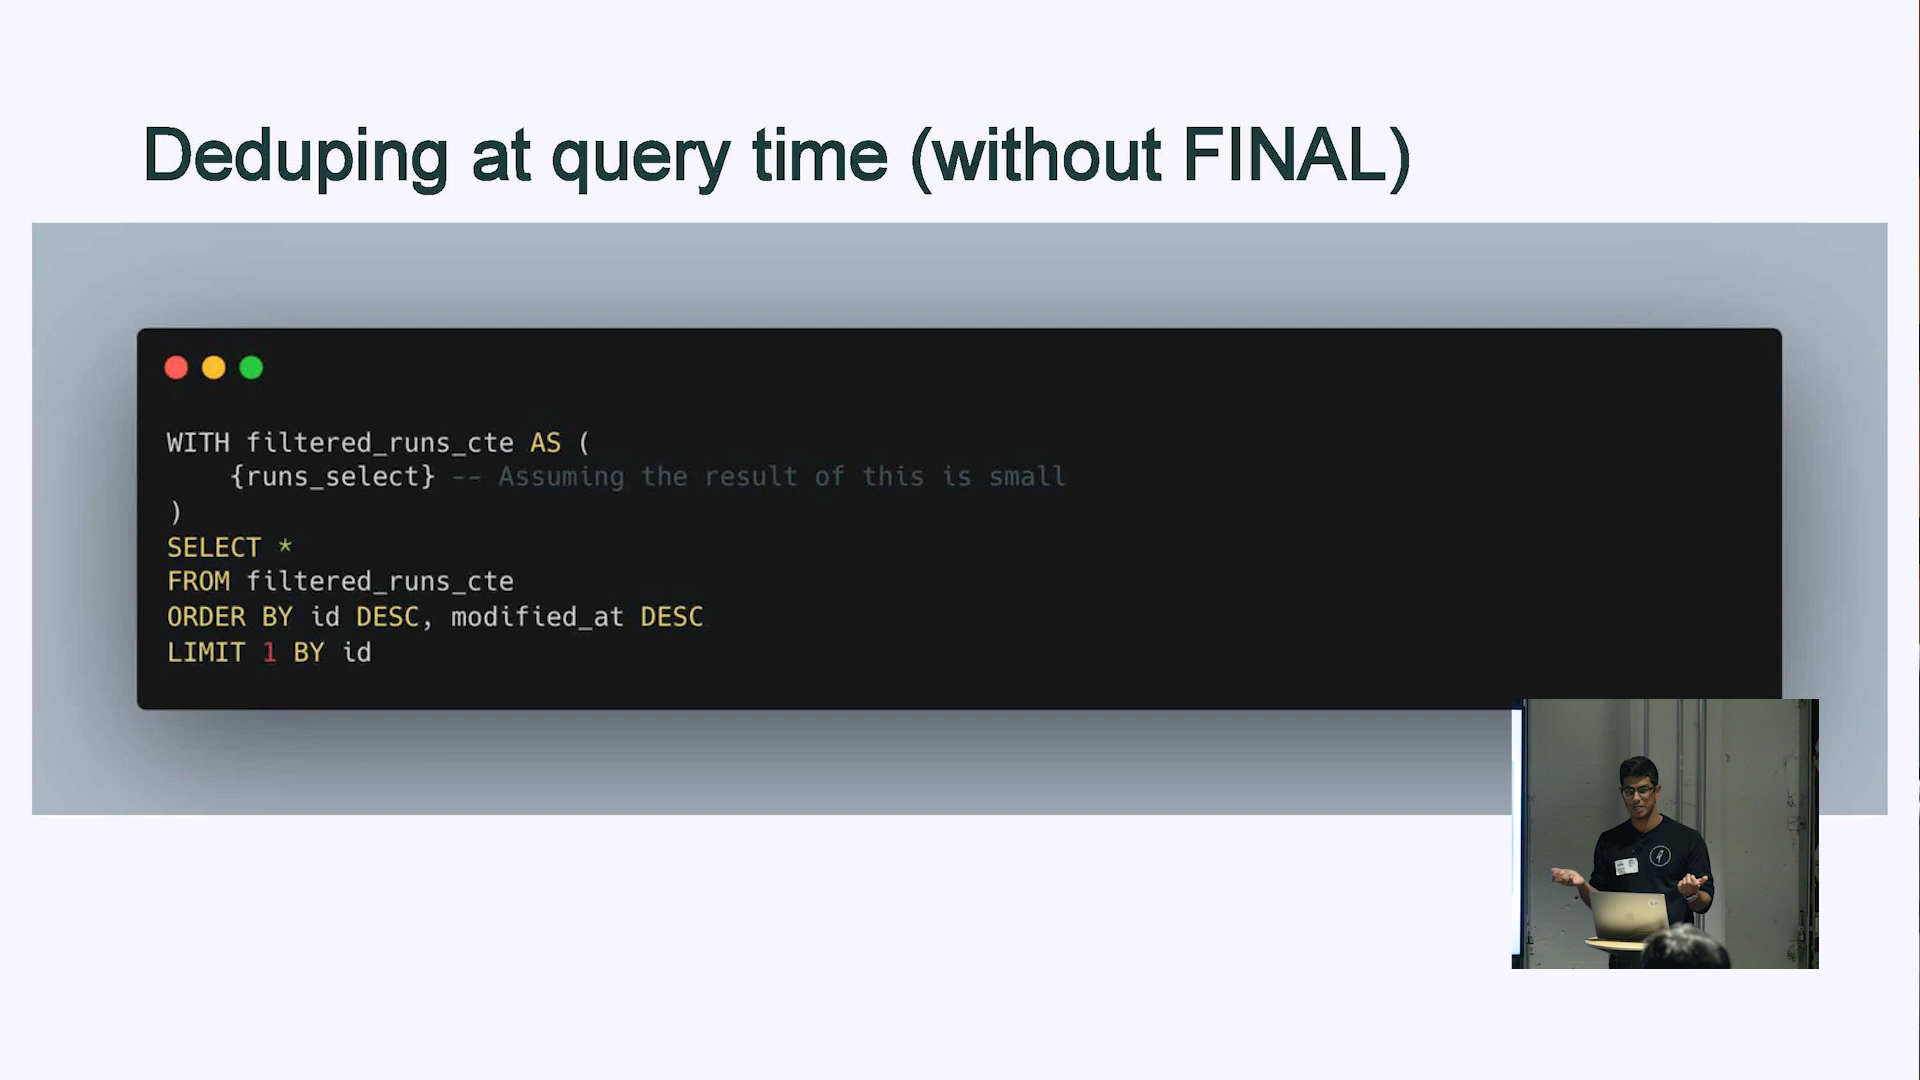 Deduping at query time (without FINAL)
WITH filtered_runs_cte AS (
    {runs_select} -- Assuming the result of this is small
)
SELECT *
FROM filtered_runs_cte
ORDER BY id DESC, modified_at DESC
LIMIT 1 BY id